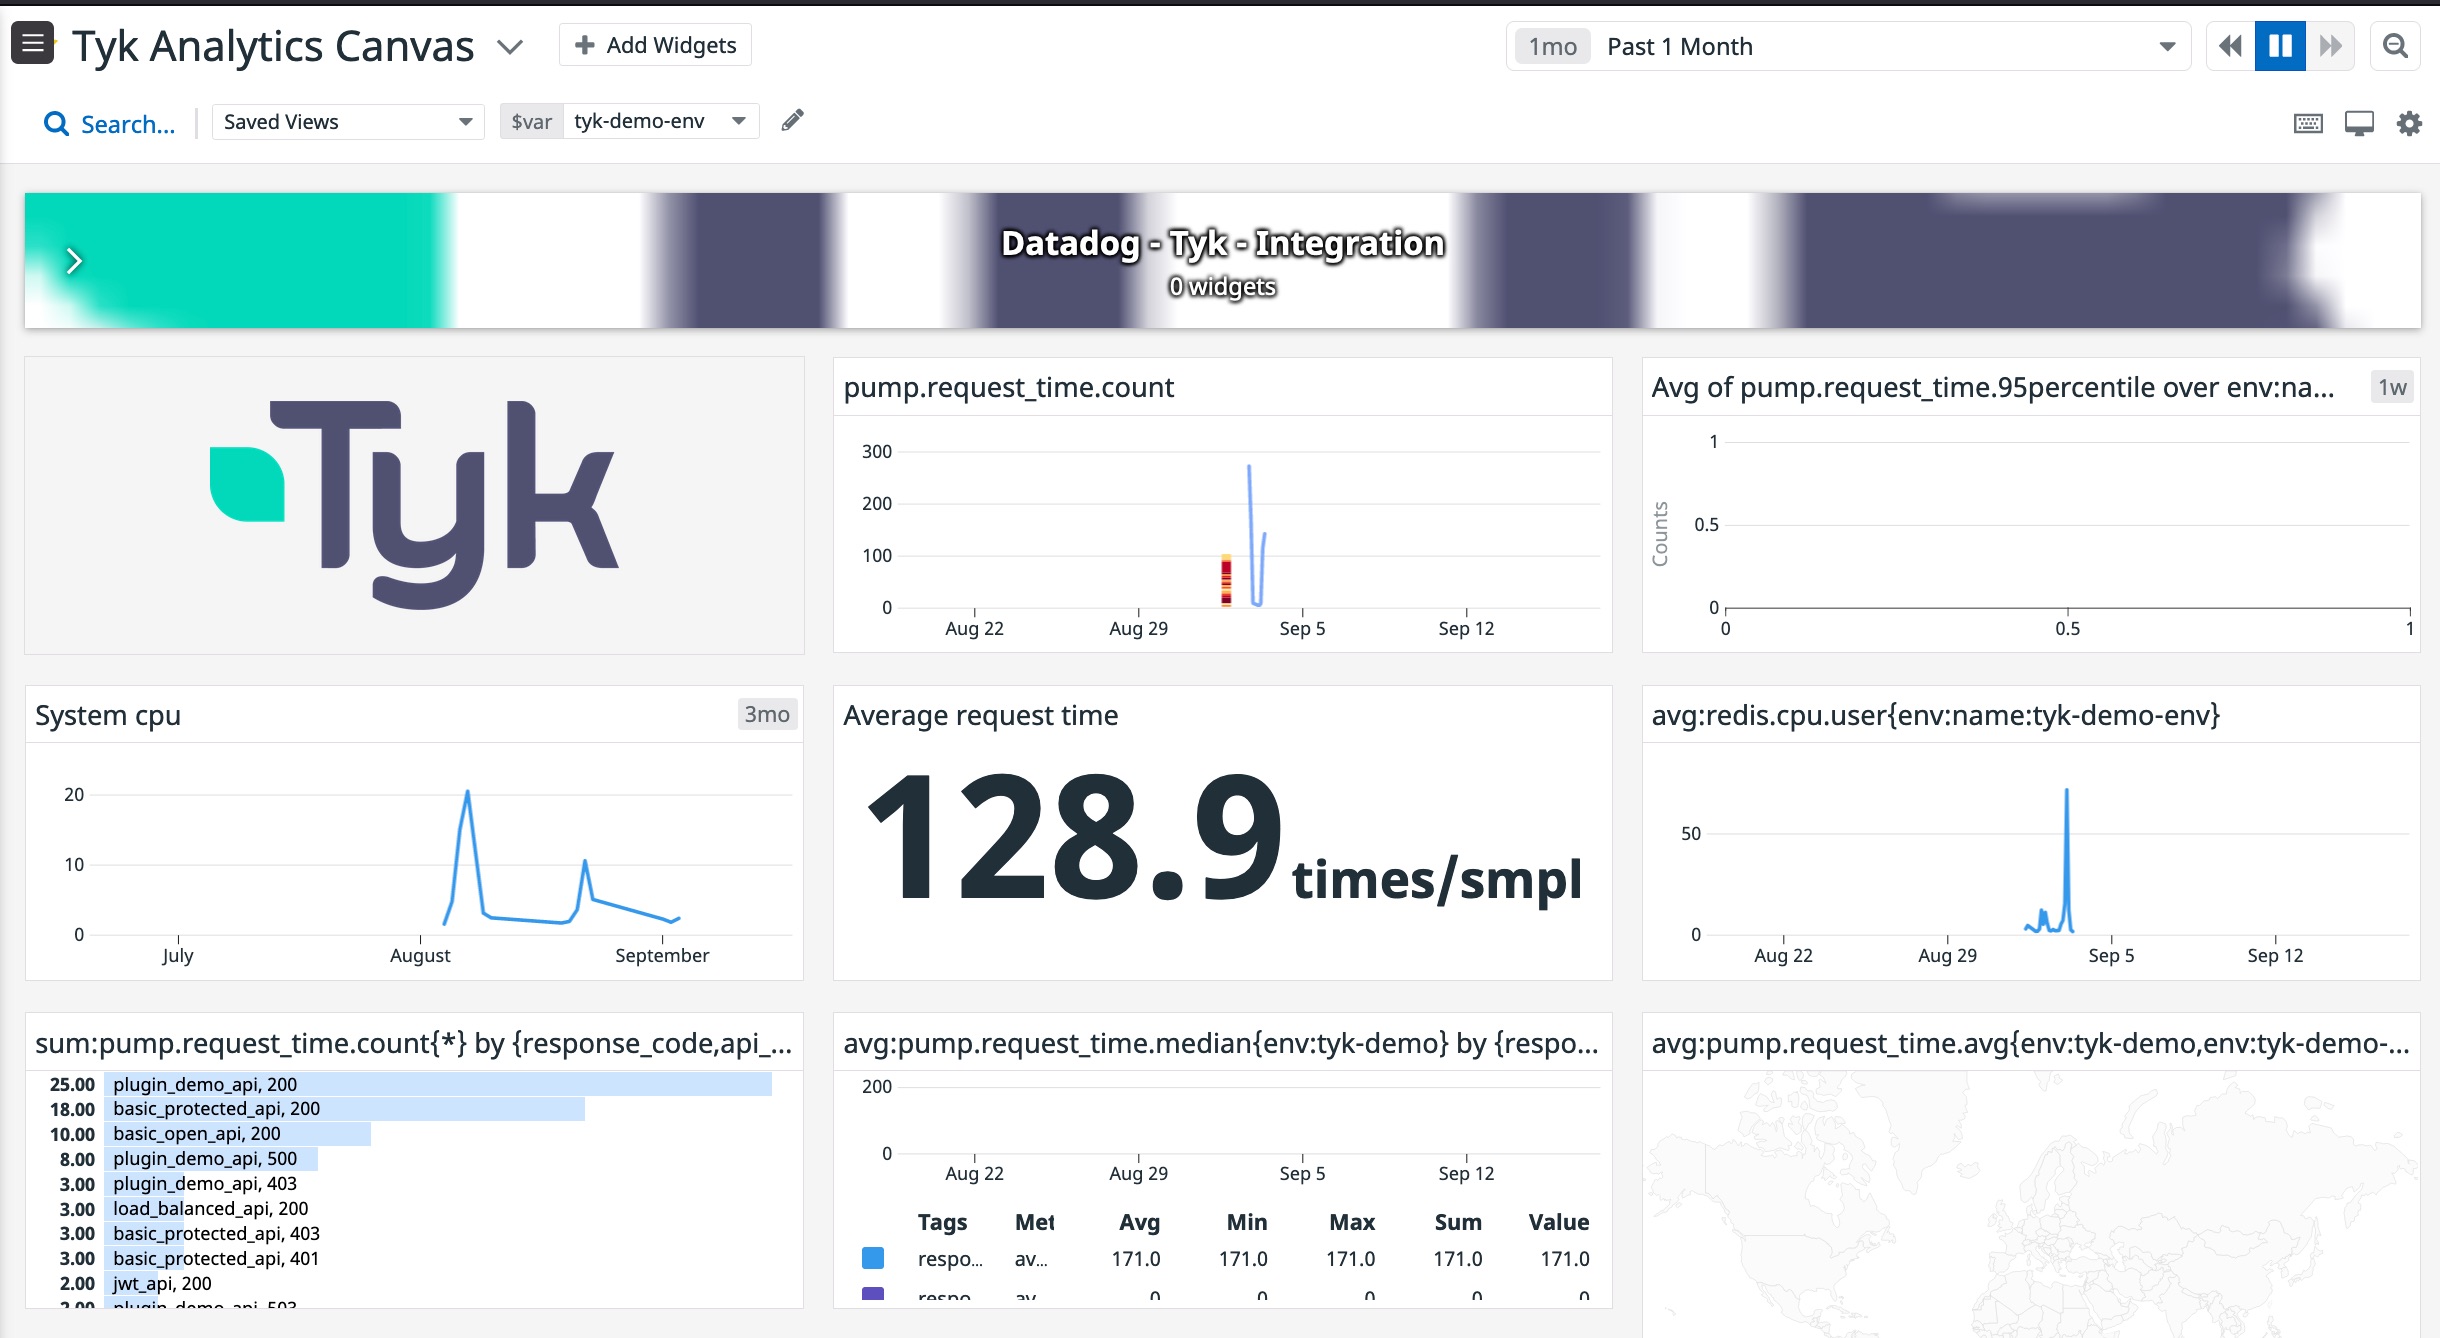 Tyk Analytics Canvas
Add Widgets
1mo Past 1 Month
Search...
Saved Views
$var tyk-demo-env
Datadog - Tyk - Integration
0 widgets
Tyk
pump.request_time.count
300
200
100
0
Aug 22 Aug 29 Sep 5 Sep 12
Avg of pump.request_time.95percentile over env:na... 1w
Counts
1
0.5
0
0 0.5 1
System cpu 3mo
20
10
0
July August September
Average request time
128.9 times/smpl
avg:redis.cpu.user{env:name:tyk-demo-env}
50
0
Aug 22 Aug 29 Sep 5 Sep 12
sum:pump.request_time.count{*} by {response_code,api_...
25.00 plugin_demo_api, 200
18.00 basic_protected_api, 200
10.00 basic_open_api, 200
8.00 plugin_demo_api, 500
3.00 plugin_demo_api, 403
3.00 load_balanced_api, 200
3.00 basic_protected_api, 403
3.00 basic_protected_api, 401
2.00 jwt_api, 200
2.00 plugin_demo_api, 503
avg:pump.request_time.median{env:tyk-demo} by {respo...
200
0
Aug 22 Aug 29 Sep 5 Sep 12
Tags Met Avg Min Max Sum Value
respo... av... 171.0 171.0 171.0 171.0 171.0
respo av 0 0 0 0 0
avg:pump.request_time.avg{env:tyk-demo,env:tyk-demo-...